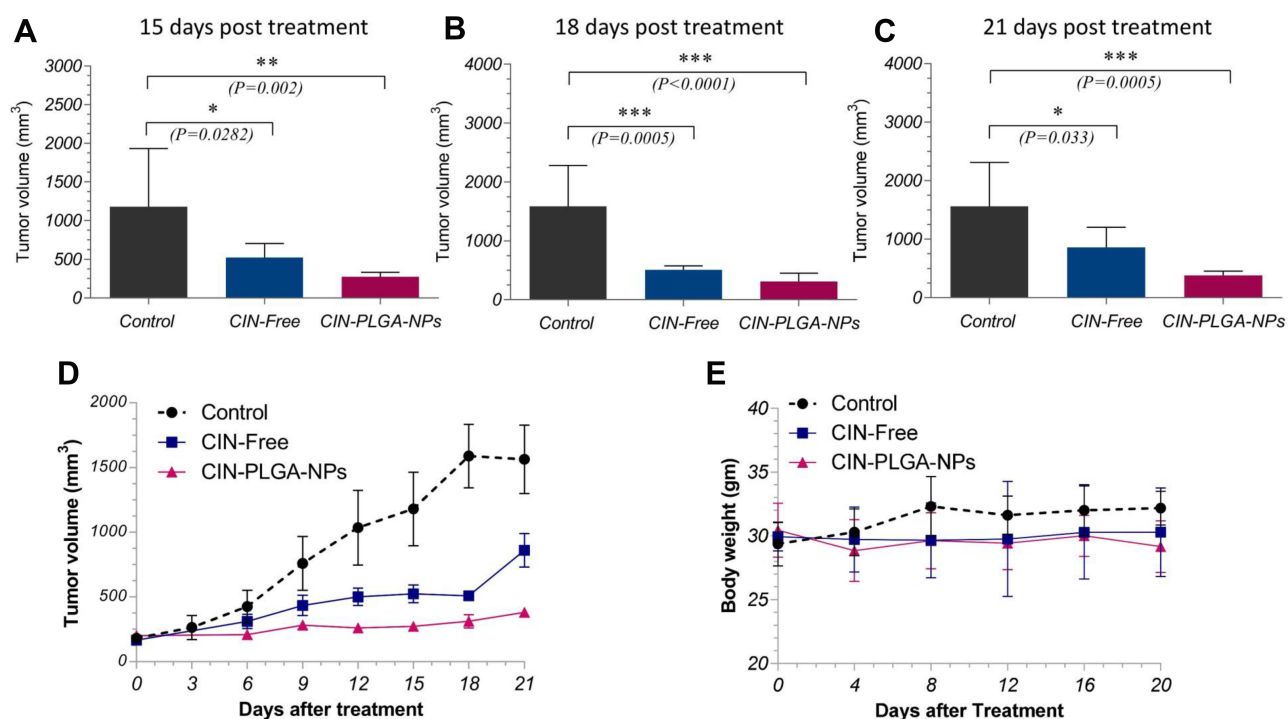 A
15 days post treatment
3000
2500
2000
1500
1000
500
0
Tumor volume (mm3)
**
(P=0.002)
*
(P=0.0282)
Control
CIN-Free
CIN-PLGA-NPs
B
18 days post treatment
4000
3000
2000
1000
0
Tumor volume (mm3)
***
(P<0.0001)
***
(P=0.0005)
Control
CIN-Free
CIN-PLGA-NPs
C
21 days post treatment
4000
3000
2000
1000
0
Tumor volume (mm3)
***
(P=0.0005)
*
(P=0.033)
Control
CIN-Free
CIN-PLGA-NPs
D
2000
1500
1000
500
0
Tumor volume (mm3)
Control
CIN-Free
CIN-PLGA-NPs
0 3 6 9 12 15 18 21
Days after treatment
E
40
35
30
25
20
Body weight (gm)
Control
CIN-Free
CIN-PLGA-NPs
0 4 8 12 16 20
Days after Treatment